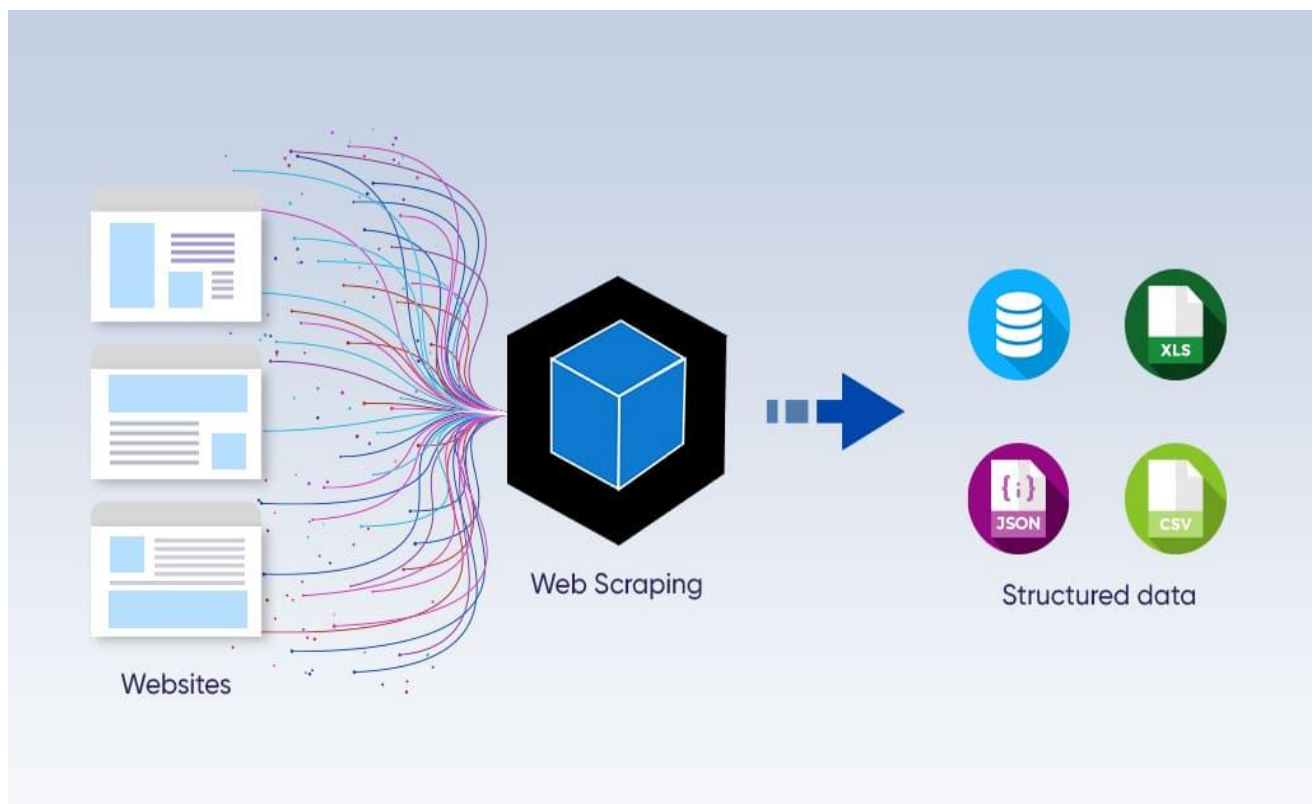 Websites
Web Scraping
XLS
{i}
JSON
CSV
Structured data